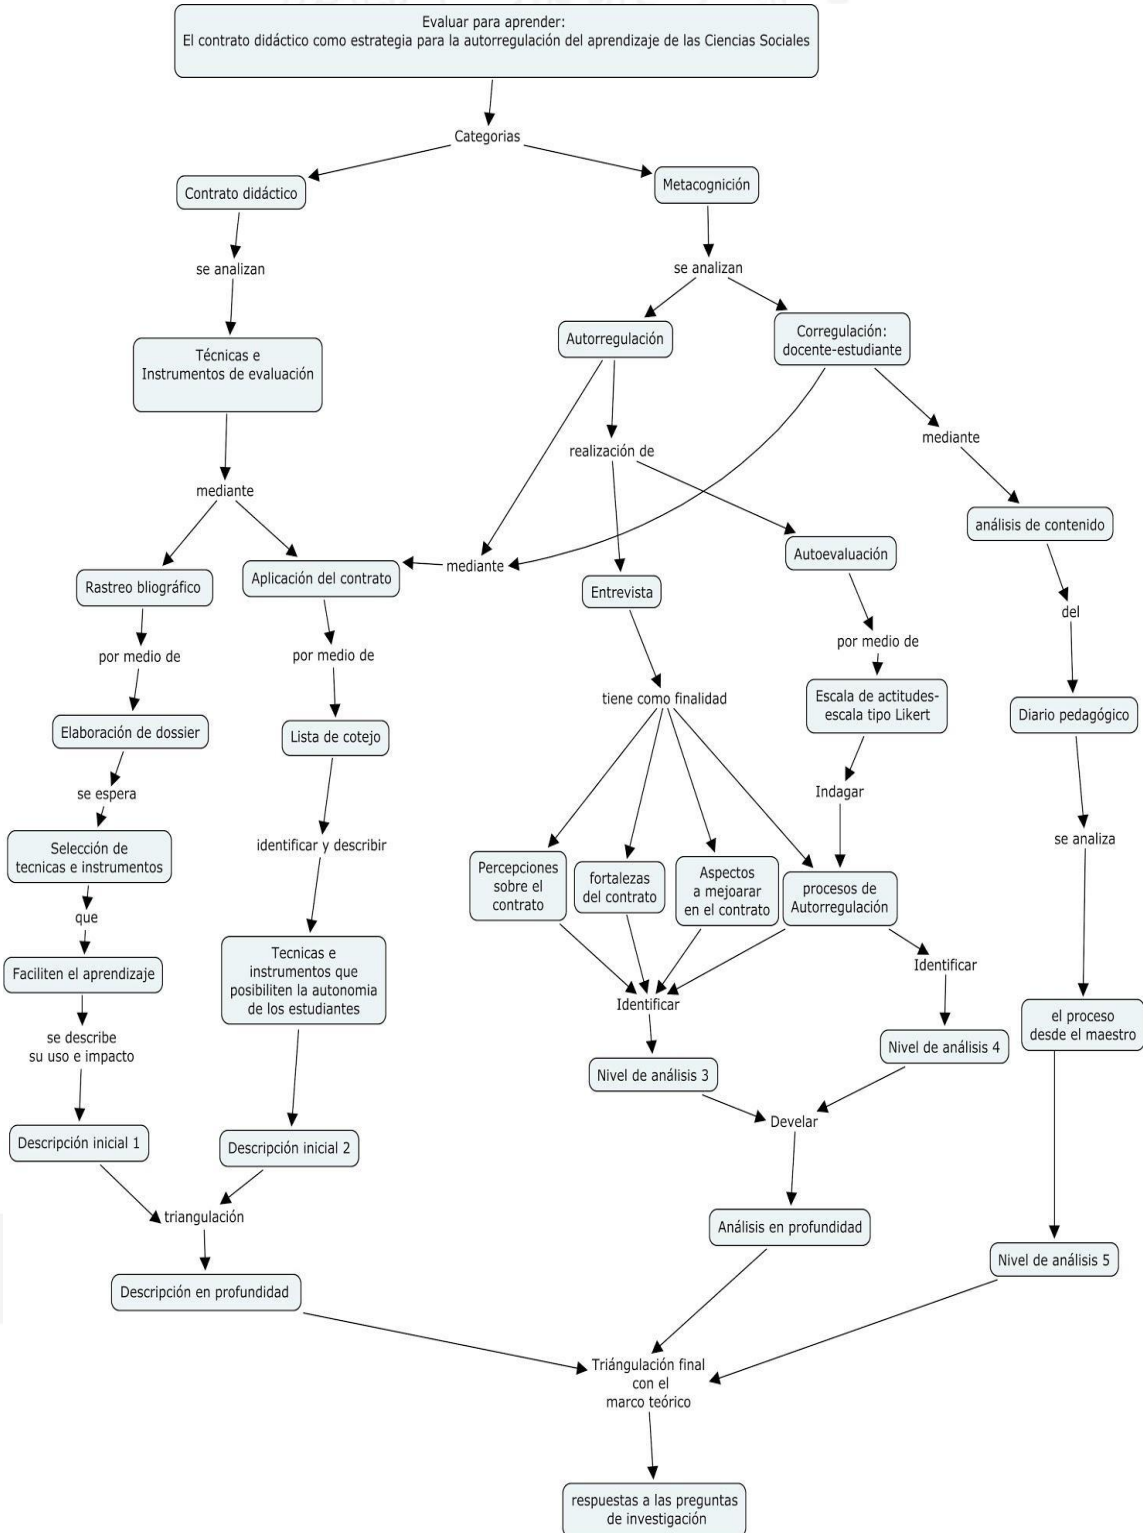 Evaluar para aprender:
El contrato didáctico como estrategia para la autorregulación del aprendizaje de las Ciencias Sociales
Categorias
Contrato didáctico
Metacognición
se analizan
se analizan
Autorregulación
Corregulación:
docente-estudiante
Técnicas e
Instrumentos de evaluación
realización de
mediante
mediante
análisis de contenido
Autoevaluación
Rastreo bliográfico
Aplicación del contrato
mediante
Entrevista
del
por medio de
por medio de
por medio de
tiene como finalidad
Escala de actitudes-
escala tipo Likert
Diario pedagógico
Elaboración de dossier
Lista de cotejo
se espera
Indagar
se analiza
Selección de
tecnicas e instrumentos
identificar y describir
Percepciones
sobre el
contrato
fortalezas
del contrato
Aspectos
a mejoarar
en el contrato
procesos de
Autorregulación
que
Faciliten el aprendizaje
Tecnicas e
instrumentos que
posibiliten la autonomia
de los estudiantes
Identificar
Identificar
el proceso
desde el maestro
se describe
su uso e impacto
Nivel de análisis 3
Nivel de análisis 4
Develar
Descripción inicial 1
Descripción inicial 2
triangulación
Análisis en profundidad
Nivel de análisis 5
Descripción en profundidad
Triángulación final
con el
marco teórico
respuestas a las preguntas
de investigación